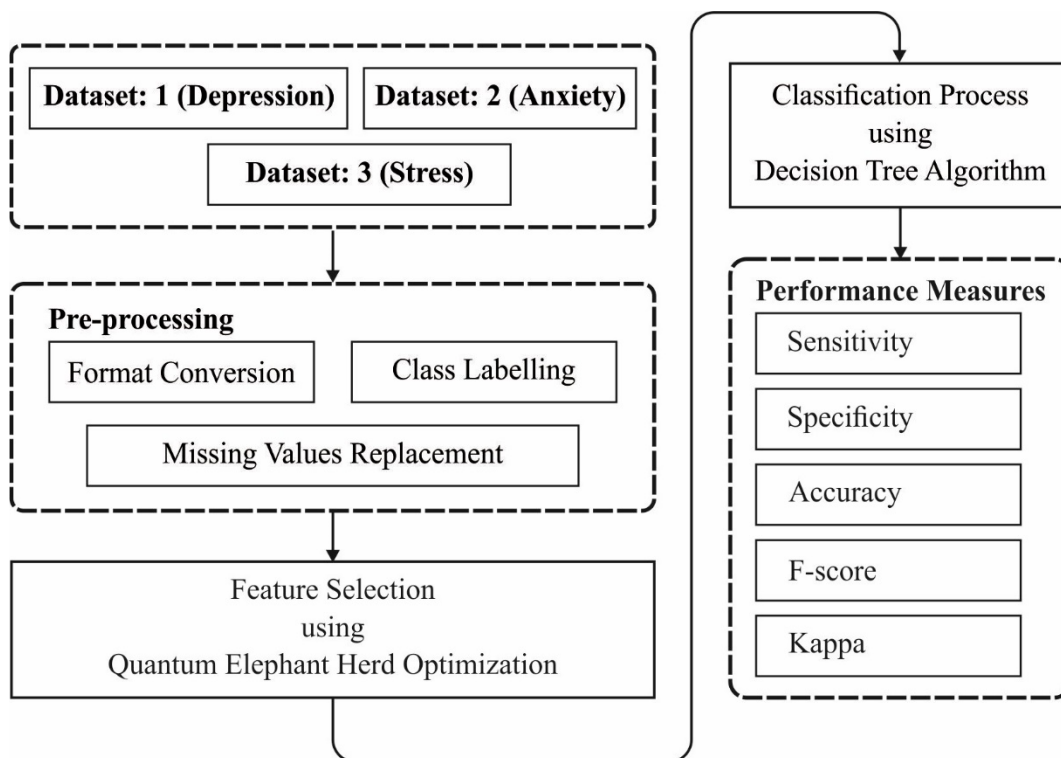 Dataset: 1 (Depression)
Dataset: 2 (Anxiety)
Dataset: 3 (Stress)
Pre-processing
Format Conversion
Class Labelling
Missing Values Replacement
Feature Selection
using
Quantum Elephant Herd Optimization
Classification Process
using
Decision Tree Algorithm
Performance Measures
Sensitivity
Specificity
Accuracy
F-score
Kappa